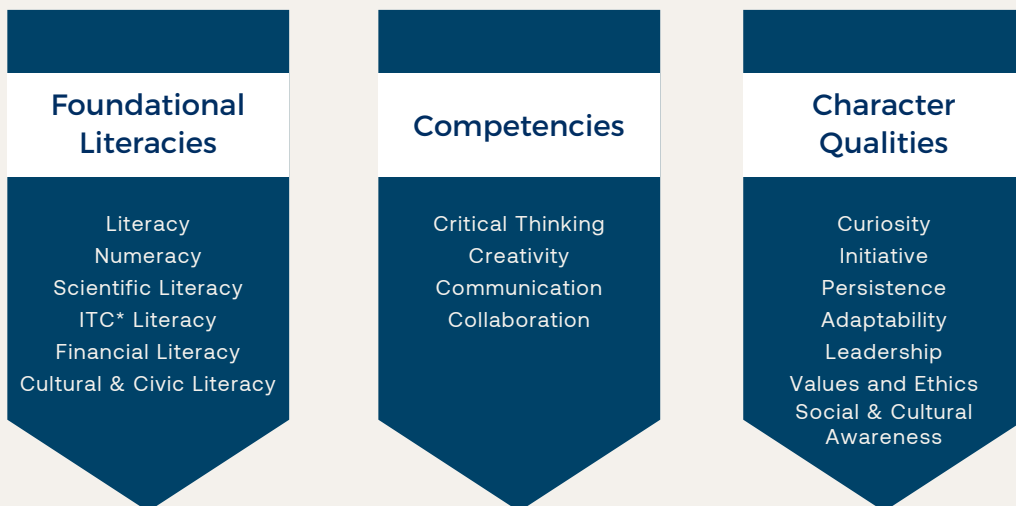 Foundational
Literacies
Literacy
Numeracy
Scientific Literacy
ITC* Literacy
Financial Literacy
Cultural & Civic Literacy
Competencies
Critical Thinking
Creativity
Communication
Collaboration
Character
Qualities
Curiosity
Initiative
Persistence
Adaptability
Leadership
Values and Ethics
Social & Cultural
Awareness